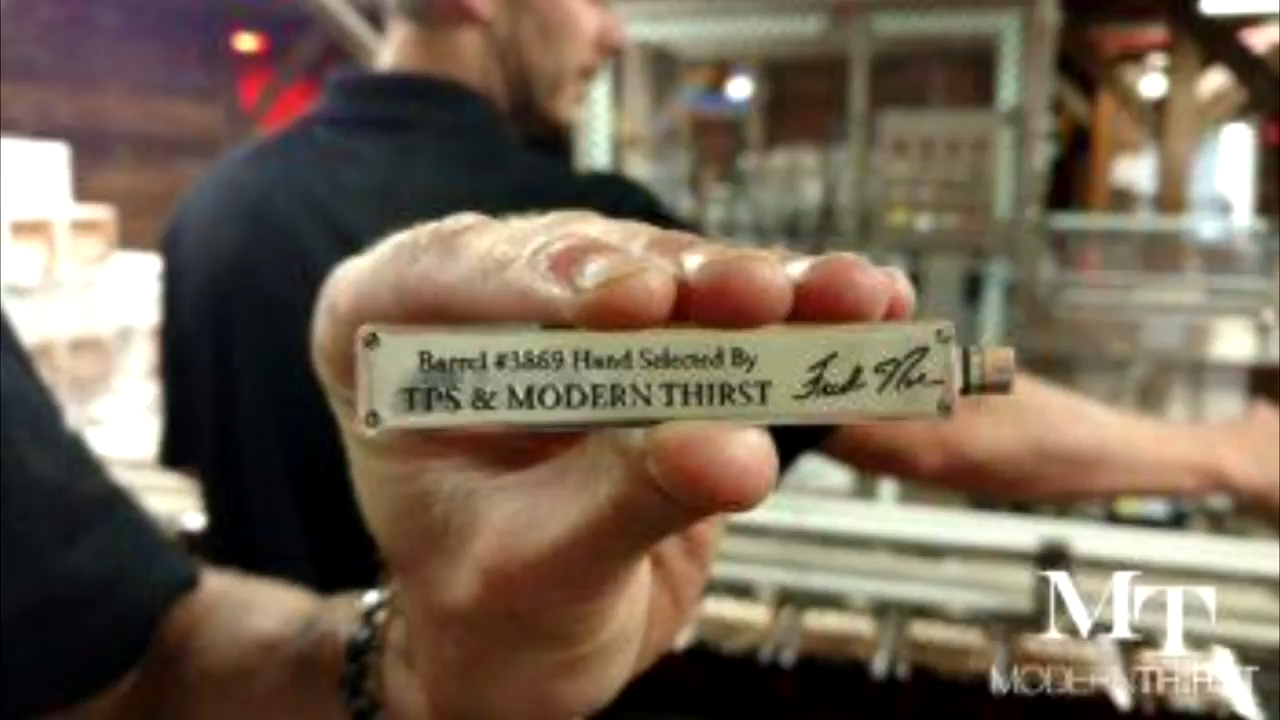 Barrel #3869 Hand Selected By
TPS & MODERN THIRST
MT
MODERN THIRST